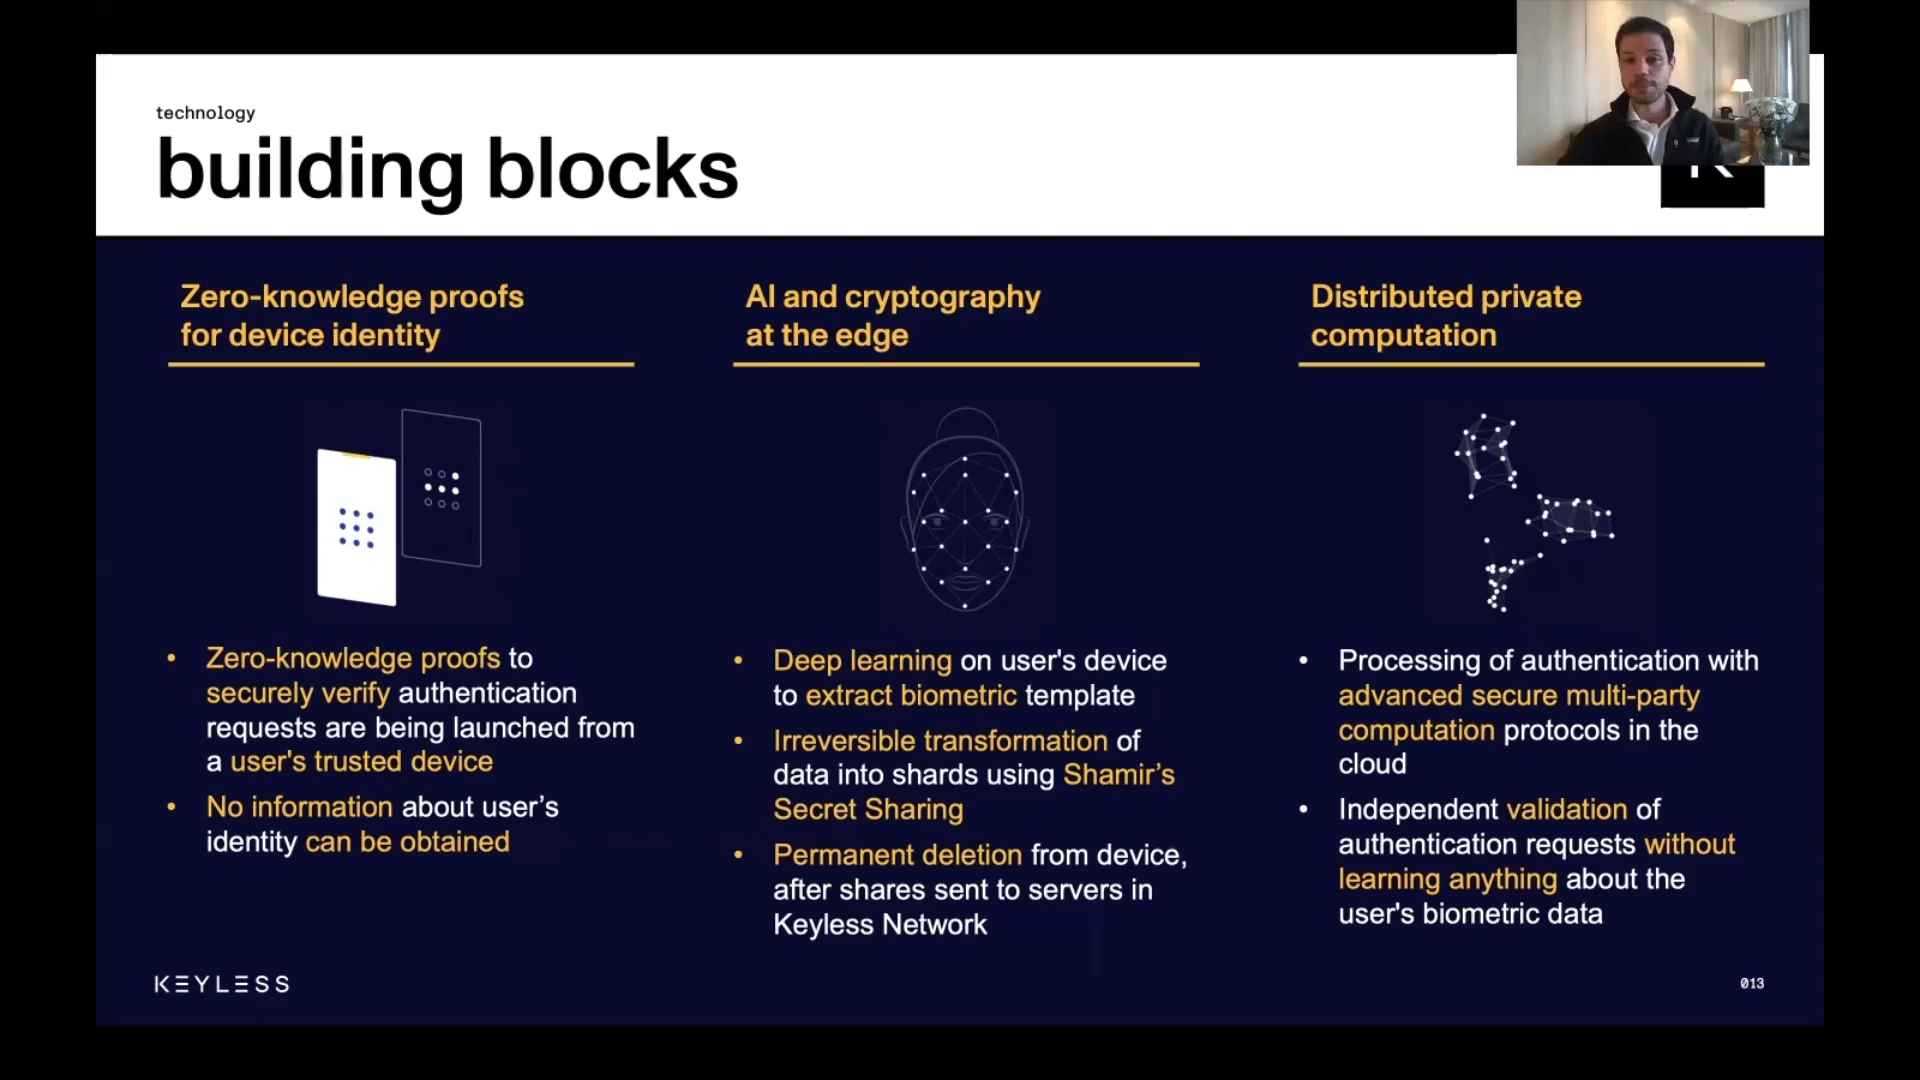 technology
building blocks
Zero-knowledge proofs
for device identity
• Zero-knowledge proofs to
securely verify authentication
requests are being launched from
a user's trusted device
• No information about user’s
identity can be obtained
AI and cryptography
at the edge
• Deep learning on user's device
to extract biometric template
• Irreversible transformation of
data into shards using Shamir’s
Secret Sharing
• Permanent deletion from device,
after shares sent to servers in
Keyless Network
Distributed private
computation
• Processing of authentication with
advanced secure multi-party
computation protocols in the
cloud
• Independent validation of
authentication requests without
learning anything about the
user's biometric data
KEYLESS
013